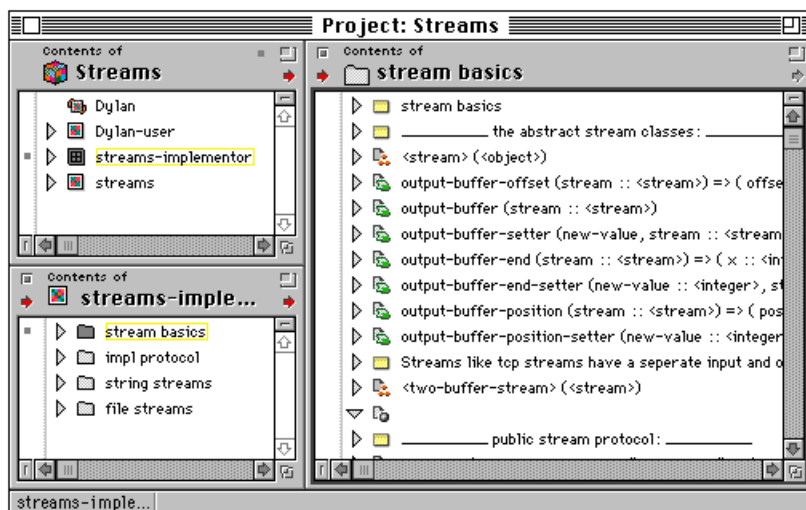 Project: Streams
Contents of
Streams
Dylan
Dylan-user
streams-implementor
streams
Contents of
streams-imple...
stream basics
impl protocol
string streams
file streams
Contents of
stream basics
stream basics
__________ the abstract stream classes: __________
<stream> (<object>)
output-buffer-offset (stream :: <stream>) => ( offse
output-buffer (stream :: <stream>)
output-buffer-setter (new-value, stream :: <stream
output-buffer-end (stream :: <stream>) => ( x :: <int
output-buffer-end-setter (new-value :: <integer>, st
output-buffer-position (stream :: <stream>) => ( pos
output-buffer-position-setter (new-value :: <integer
Streams like tcp streams have a seperate input and o
<two-buffer-stream> (<stream>)
__________ public stream protocol: __________
streams-imple...